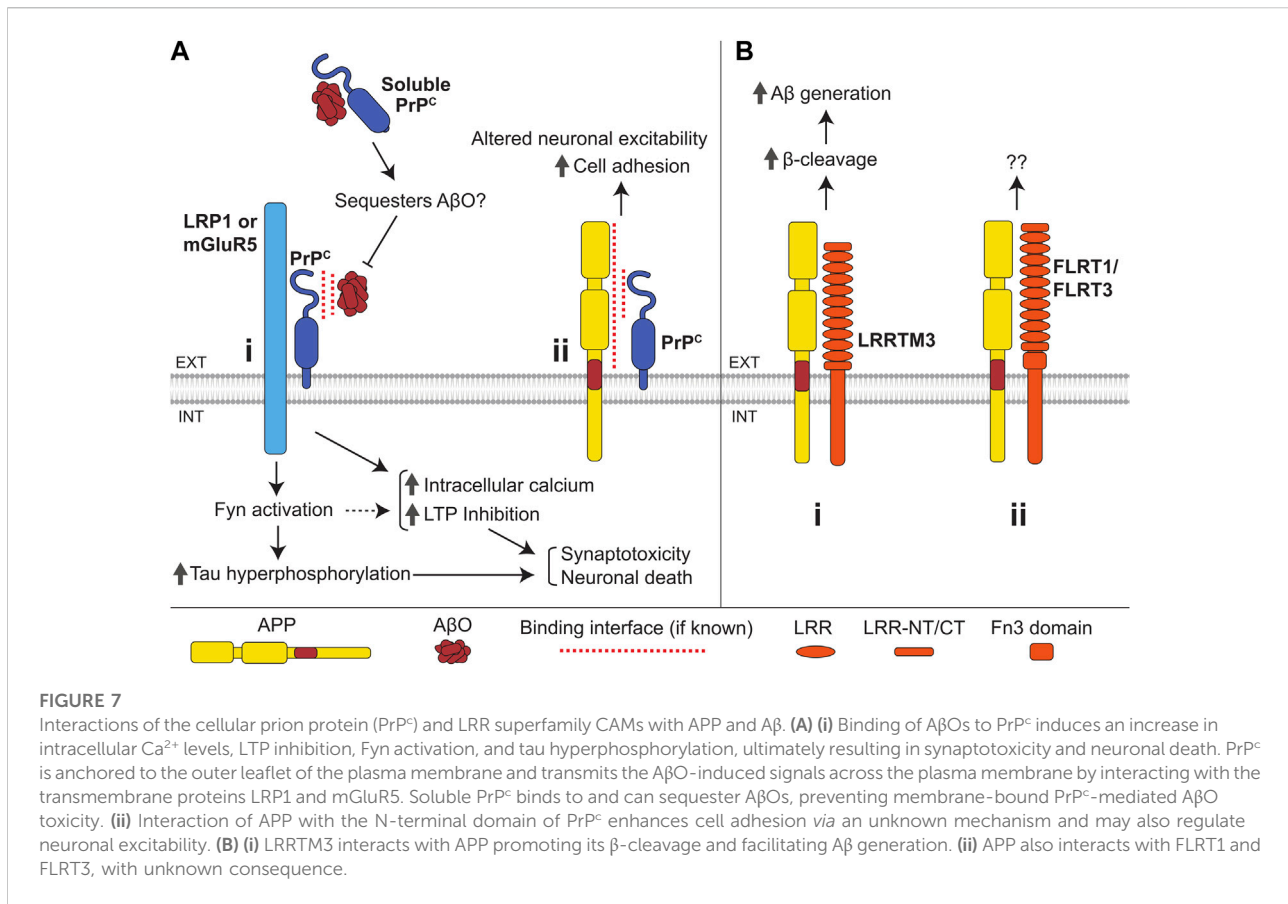 A
B
Soluble
PrPᶜ
Sequesters AβO?
LRP1 or
mGluR5
PrPᶜ
i
EXT
INT
Fyn activation
Tau hyperphosphorylation
Intracellular calcium
LTP Inhibition
Synaptotoxicity
Neuronal death
Altered neuronal excitability
Cell adhesion
ii
PrPᶜ
Aβ generation
β-cleavage
LRRTM3
EXT
INT
i
??
FLRT1/
FLRT3
ii
APP
AβO
Binding interface (if known)
LRR
LRR-NT/CT
Fn3 domain
FIGURE 7
Interactions of the cellular prion protein (PrPᶜ) and LRR superfamily CAMs with APP and Aβ. (A) (i) Binding of AβOs to PrPᶜ induces an increase in
intracellular Ca²⁺ levels, LTP inhibition, Fyn activation, and tau hyperphosphorylation, ultimately resulting in synaptotoxicity and neuronal death. PrPᶜ
is anchored to the outer leaflet of the plasma membrane and transmits the AβO-induced signals across the plasma membrane by interacting with the
transmembrane proteins LRP1 and mGluR5. Soluble PrPᶜ binds to and can sequester AβOs, preventing membrane-bound PrPᶜ-mediated AβO
toxicity. (ii) Interaction of APP with the N-terminal domain of PrPᶜ enhances cell adhesion via an unknown mechanism and may also regulate
neuronal excitability. (B) (i) LRRTM3 interacts with APP promoting its β-cleavage and facilitating Aβ generation. (ii) APP also interacts with FLRT1 and
FLRT3, with unknown consequence.